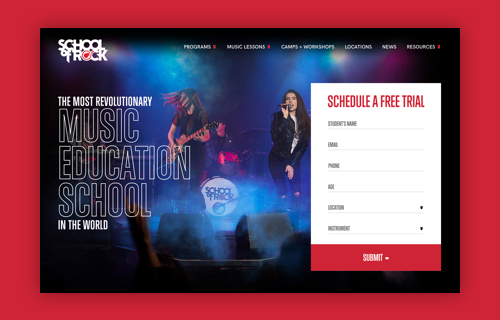 SCHOOL
of ROCK
PROGRAMS
MUSIC LESSONS
CAMPS + WORKSHOPS
LOCATIONS
NEWS
RESOURCES
THE MOST REVOLUTIONARY
MUSIC
EDUCATION
SCHOOL
IN THE WORLD
SCHOOL
of ROCK
SCHEDULE A FREE TRIAL
STUDENT'S NAME
EMAIL
PHONE
AGE
LOCATION
INSTRUMENT
SUBMIT